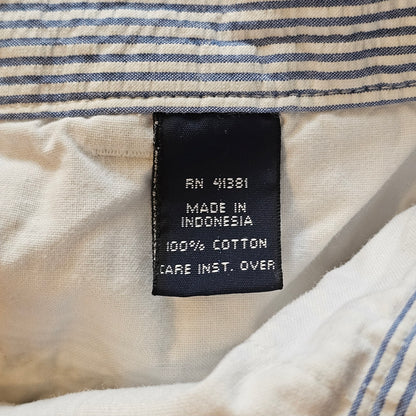 RN 41381
MADE IN
INDONESIA
100% COTTON
CARE INST. OVER